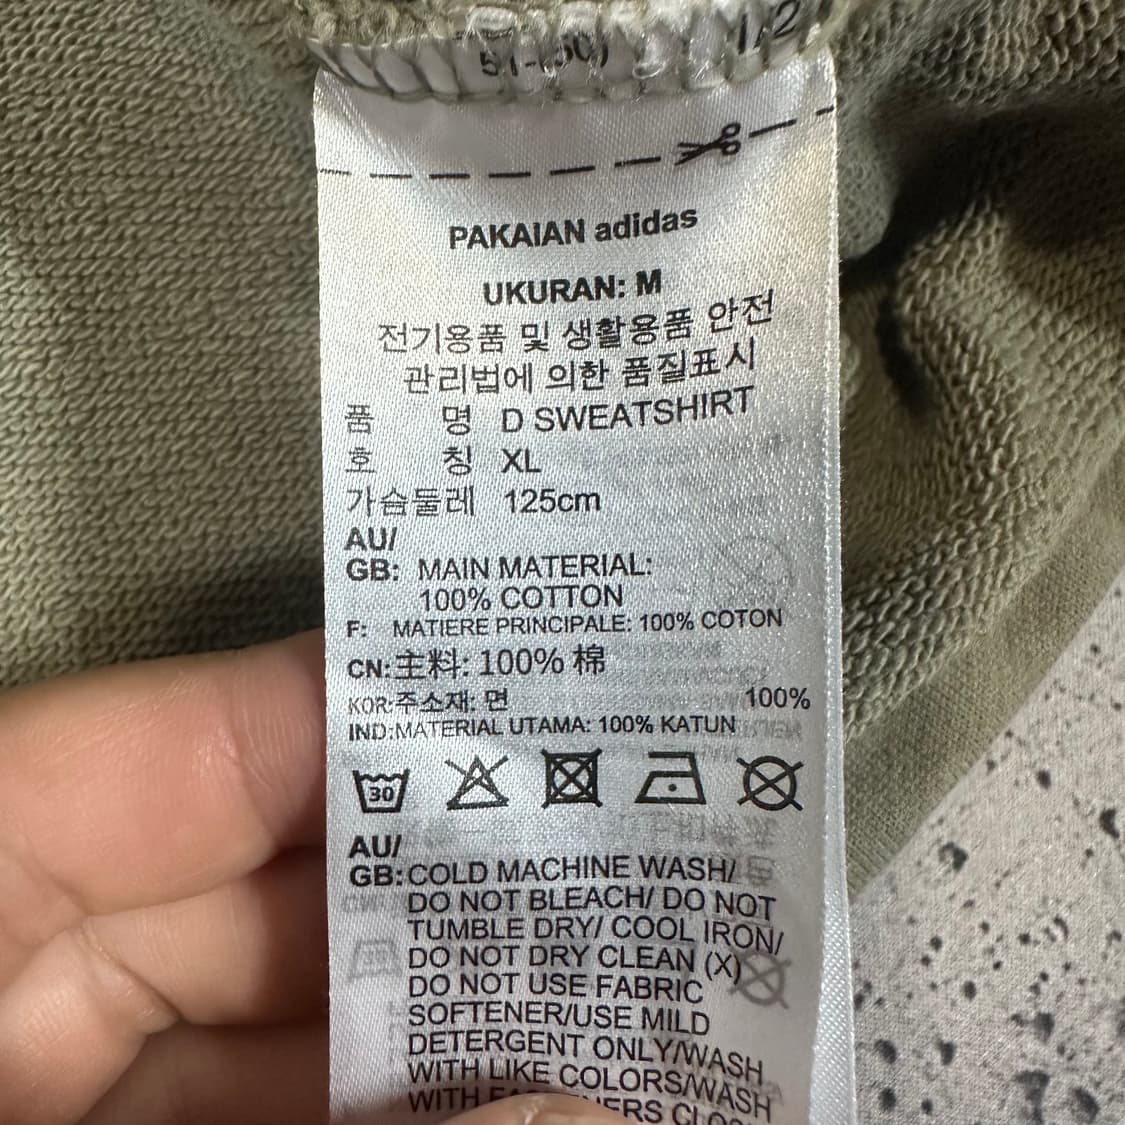 PAKAIAN adidas
UKURAN: M
전기용품 및 생활용품 안전
관리법에 의한 품질표시
품 명 D SWEATSHIRT
호 칭 XL
가슴둘레 125cm
AU/
GB: MAIN MATERIAL:
100% COTTON
F: MATIERE PRINCIPALE: 100% COTON
CN:主料: 100% 棉
KOR:주소재: 면 100%
IND:MATERIAL UTAMA: 100% KATUN
30
AU/
GB:COLD MACHINE WASH/
DO NOT BLEACH/ DO NOT
TUMBLE DRY/ COOL IRON/
DO NOT DRY CLEAN (X)
DO NOT USE FABRIC
SOFTENER/USE MILD
DETERGENT ONLY/WASH
WITH LIKE COLORS/WASH
WITH